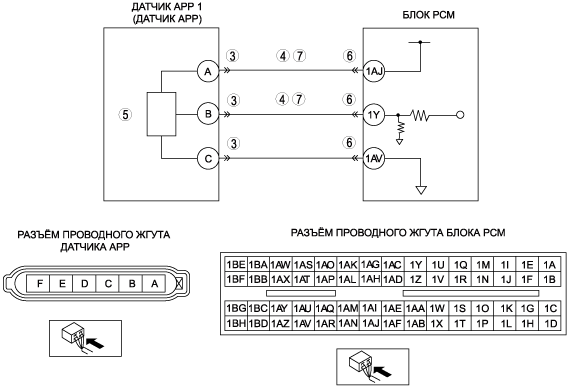 ДАТЧИК APP 1
(ДАТЧИК APP)
БЛОК PCM
3 4 7 6
A 1AJ
3 4 7 6
5 B 1Y
3 6
C 1AV
РАЗЪЁМ ПРОВОДНОГО ЖГУТА
ДАТЧИКА APP
F E D C B A
РАЗЪЁМ ПРОВОДНОГО ЖГУТА БЛОКА PCM
1BE 1BA 1AW 1AS 1AO 1AK 1AG 1AC 1Y 1U 1Q 1M 1I 1E 1A
1BF 1BB 1AX 1AT 1AP 1AL 1AH 1AD 1Z 1V 1R 1N 1J 1F 1B
1BG 1BC 1AY 1AU 1AQ 1AM 1AI 1AE 1AA 1W 1S 1O 1K 1G 1C
1BH 1BD 1AZ 1AV 1AR 1AN 1AJ 1AF 1AB 1X 1T 1P 1L 1H 1D